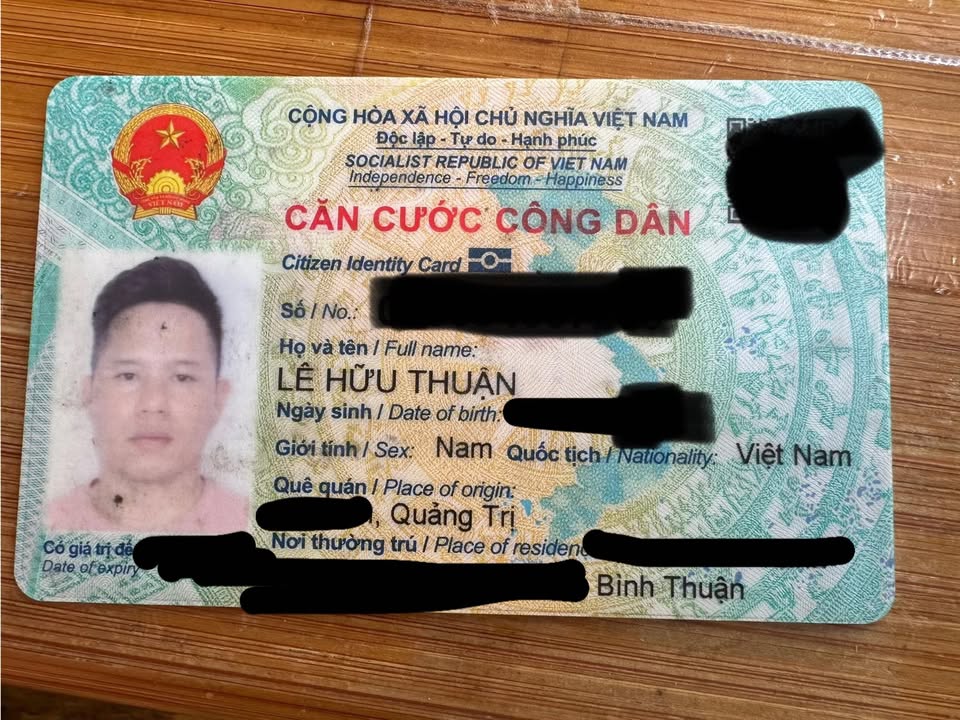 CỘNG HÒA XÃ HỘI CHỦ NGHĨA VIỆT NAM
Độc lập - Tự do - Hạnh phúc
SOCIALIST REPUBLIC OF VIET NAM
Independence - Freedom - Happiness
VIỆT NAM
CĂN CƯỚC CÔNG DÂN
Citizen Identity Card
Số / No.:
Họ và tên / Full name:
LÊ HỮU THUẬN
Ngày sinh / Date of birth:
Giới tính / Sex: Nam Quốc tịch / Nationality: Việt Nam
Quê quán / Place of origin:
, Quảng Trị
Có giá trị
Date of expiry
Nơi thường trú / Place of
Bình Thuận